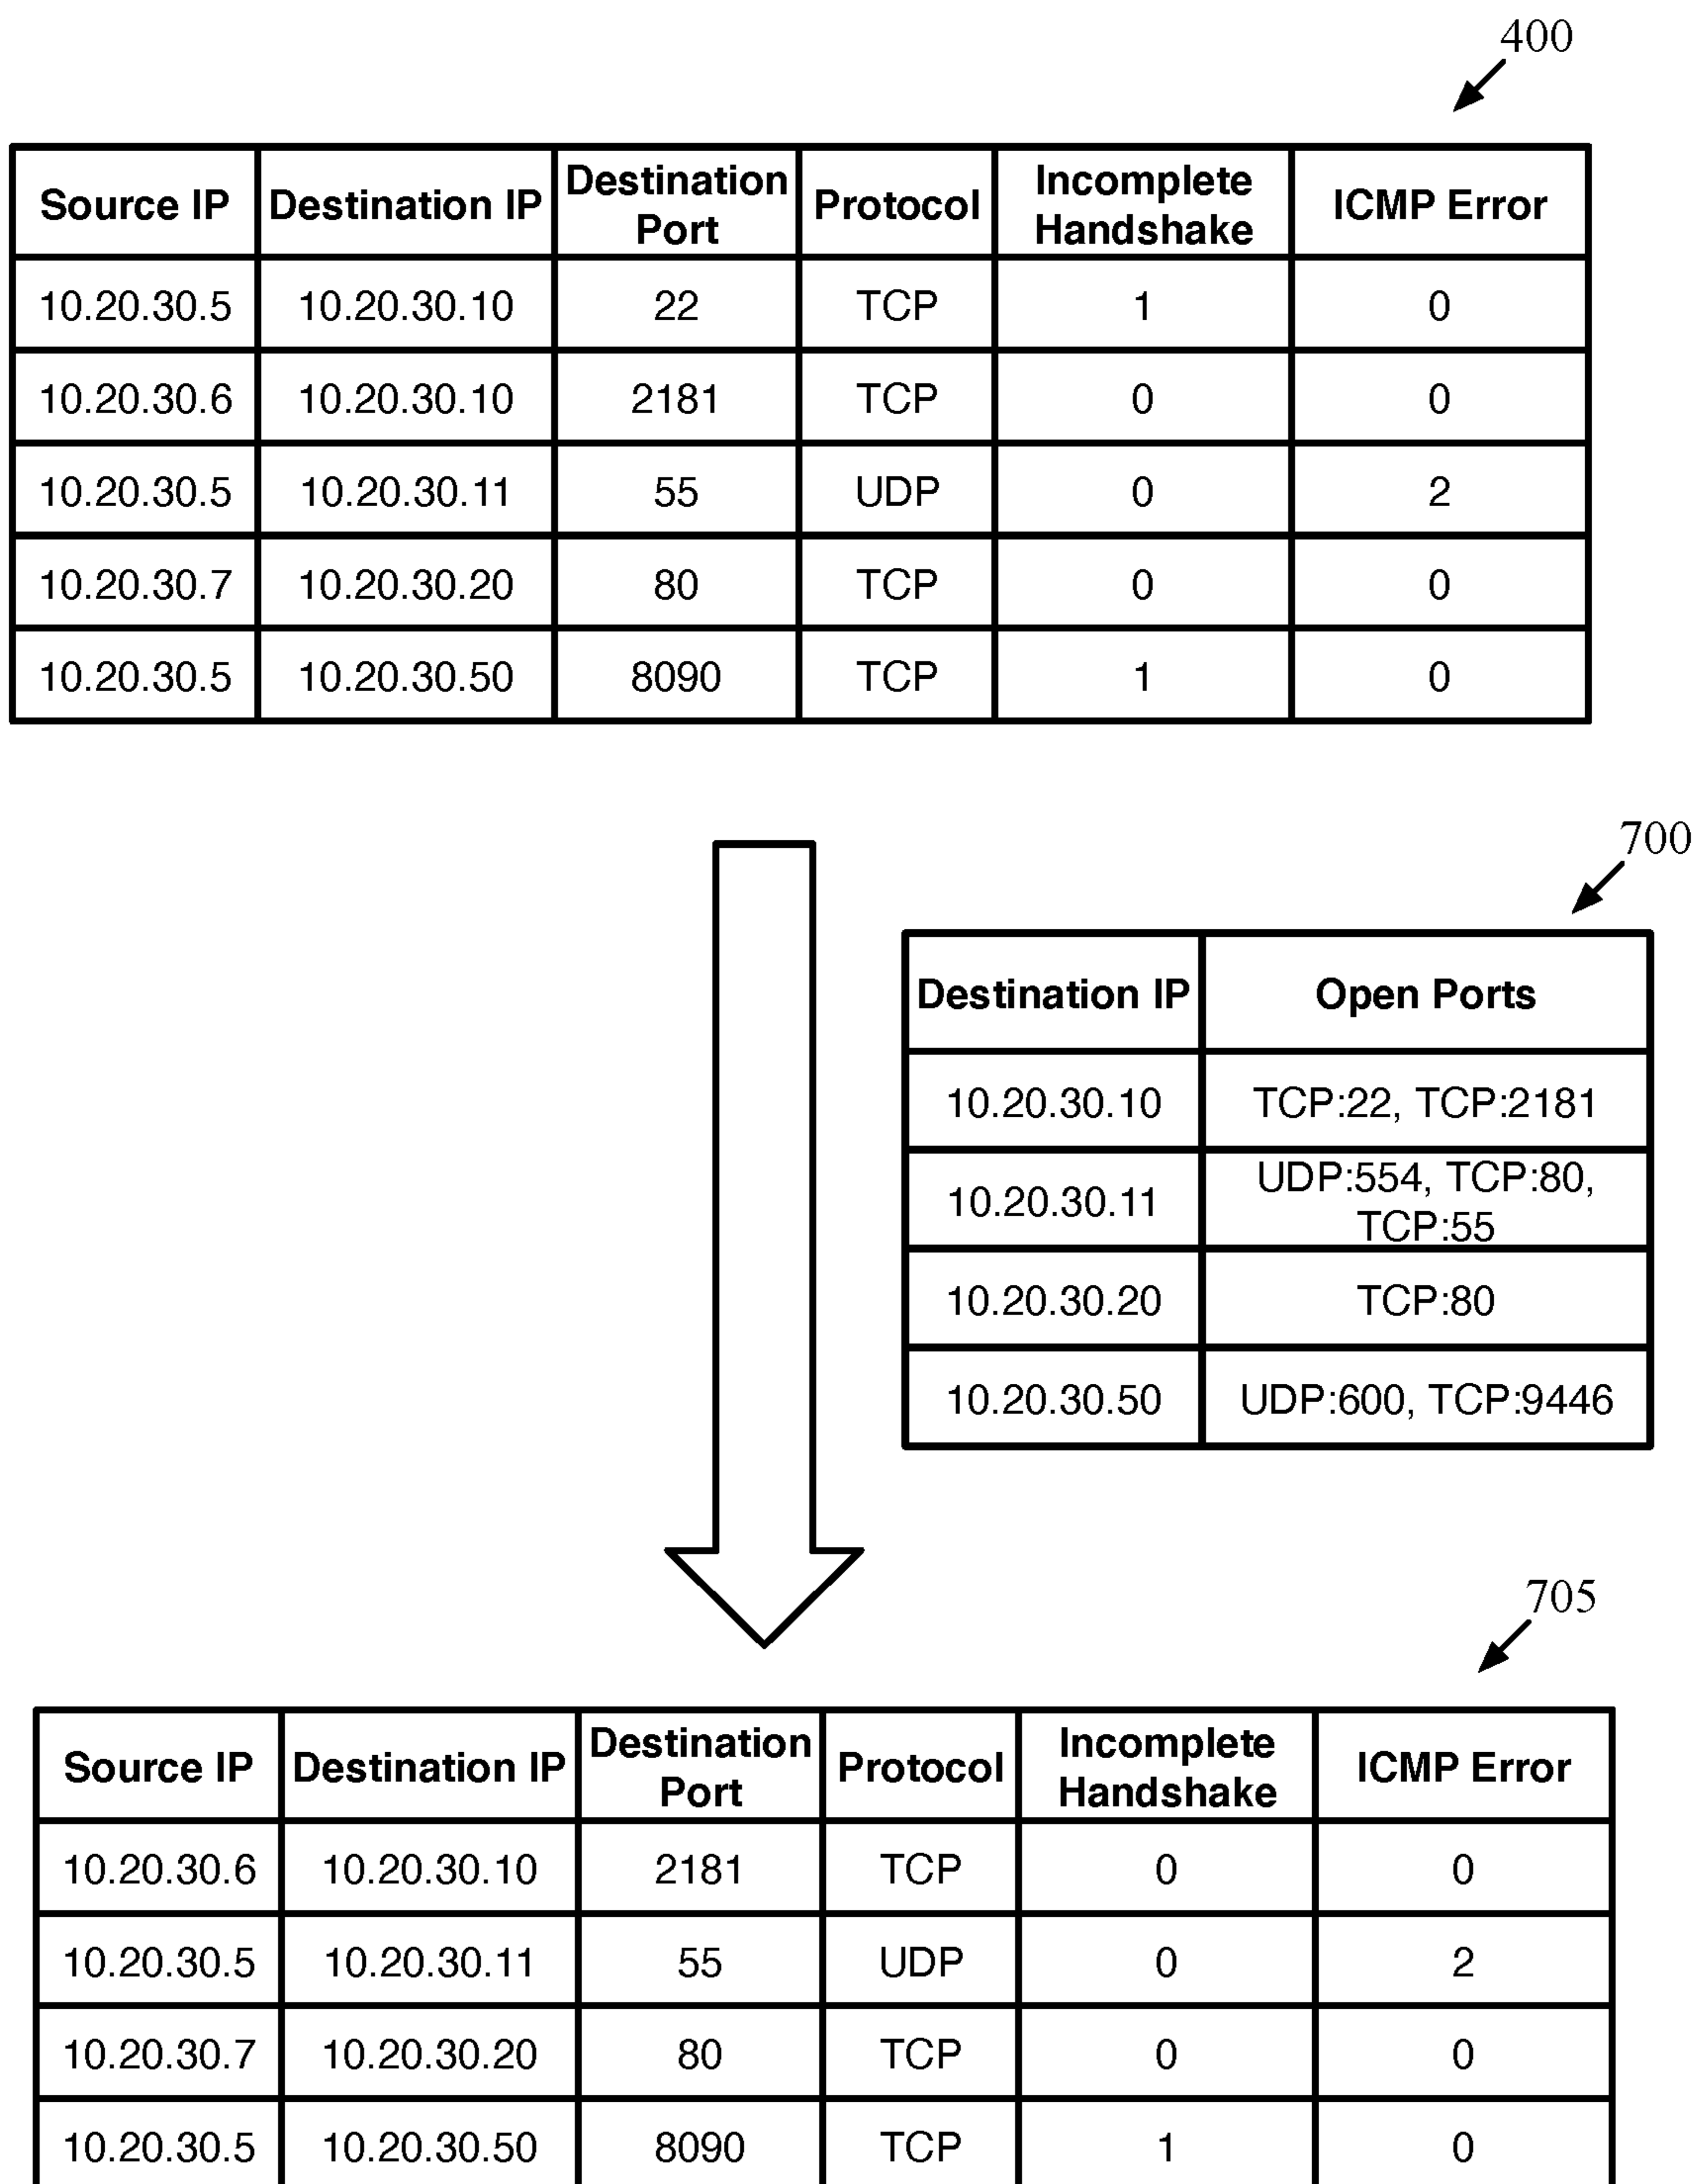 400
Source IP Destination IP Destination Port Protocol Incomplete Handshake ICMP Error
10.20.30.5 10.20.30.10 22 TCP 1 0
10.20.30.6 10.20.30.10 2181 TCP 0 0
10.20.30.5 10.20.30.11 55 UDP 0 2
10.20.30.7 10.20.30.20 80 TCP 0 0
10.20.30.5 10.20.30.50 8090 TCP 1 0
700
Destination IP Open Ports
10.20.30.10 TCP:22, TCP:2181
10.20.30.11 UDP:554, TCP:80, TCP:55
10.20.30.20 TCP:80
10.20.30.50 UDP:600, TCP:9446
705
Source IP Destination IP Destination Port Protocol Incomplete Handshake ICMP Error
10.20.30.6 10.20.30.10 2181 TCP 0 0
10.20.30.5 10.20.30.11 55 UDP 0 2
10.20.30.7 10.20.30.20 80 TCP 0 0
10.20.30.5 10.20.30.50 8090 TCP 1 0